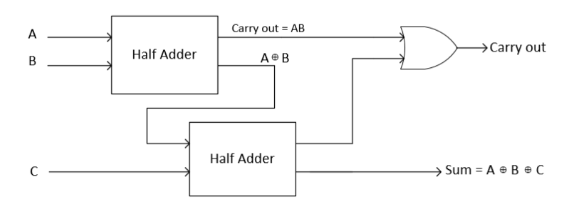 A
B
Half Adder
Carry out = AB
A ⊕ B
Carry out
C
Half Adder
Sum = A ⊕ B ⊕ C